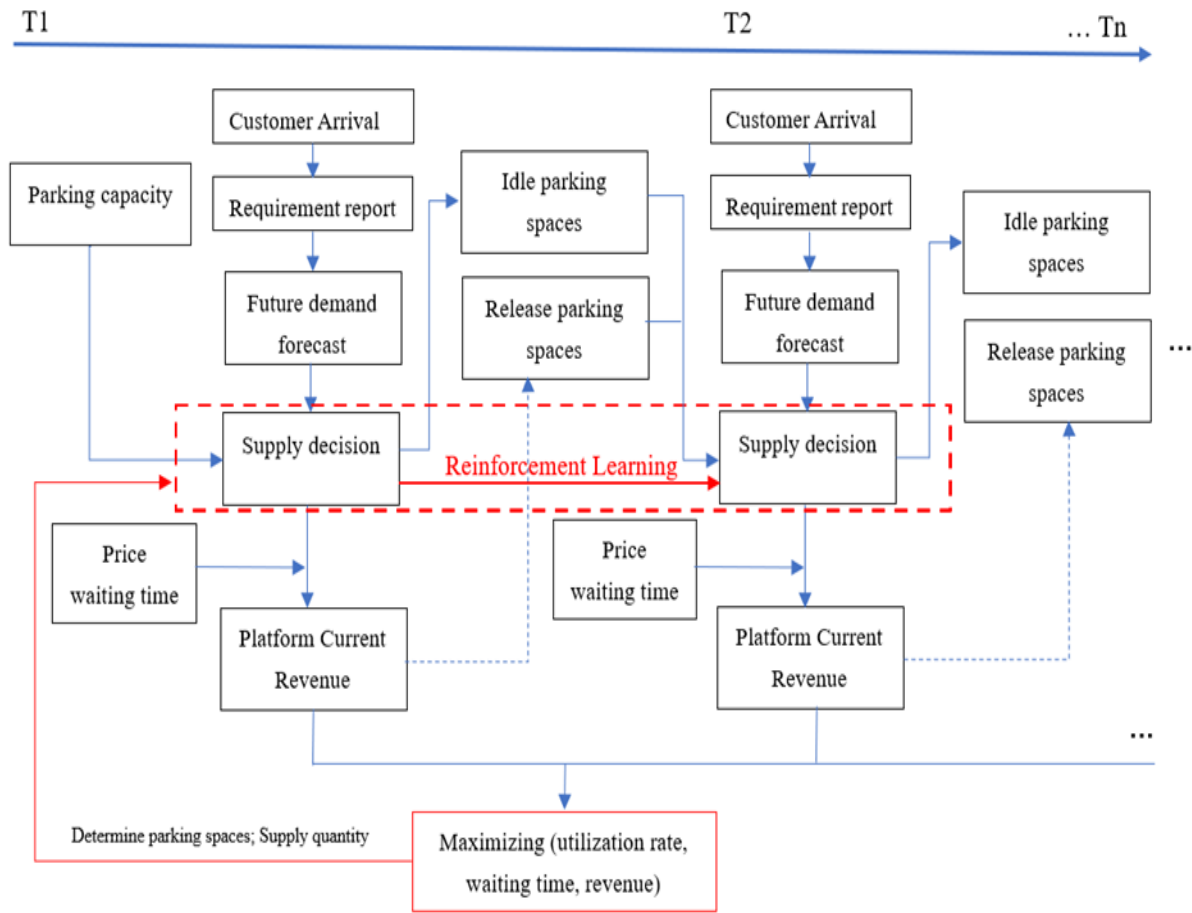 T1
T2
... Tn
Customer Arrival
Customer Arrival
Parking capacity
Requirement report
Idle parking
spaces
Requirement report
Idle parking
spaces
Future demand
forecast
Release parking
spaces
Future demand
forecast
Release parking
spaces
...
Supply decision
Reinforcement Learning
Supply decision
Price
waiting time
Price
waiting time
Platform Current
Revenue
Platform Current
Revenue
...
Determine parking spaces; Supply quantity
Maximizing (utilization rate,
waiting time, revenue)